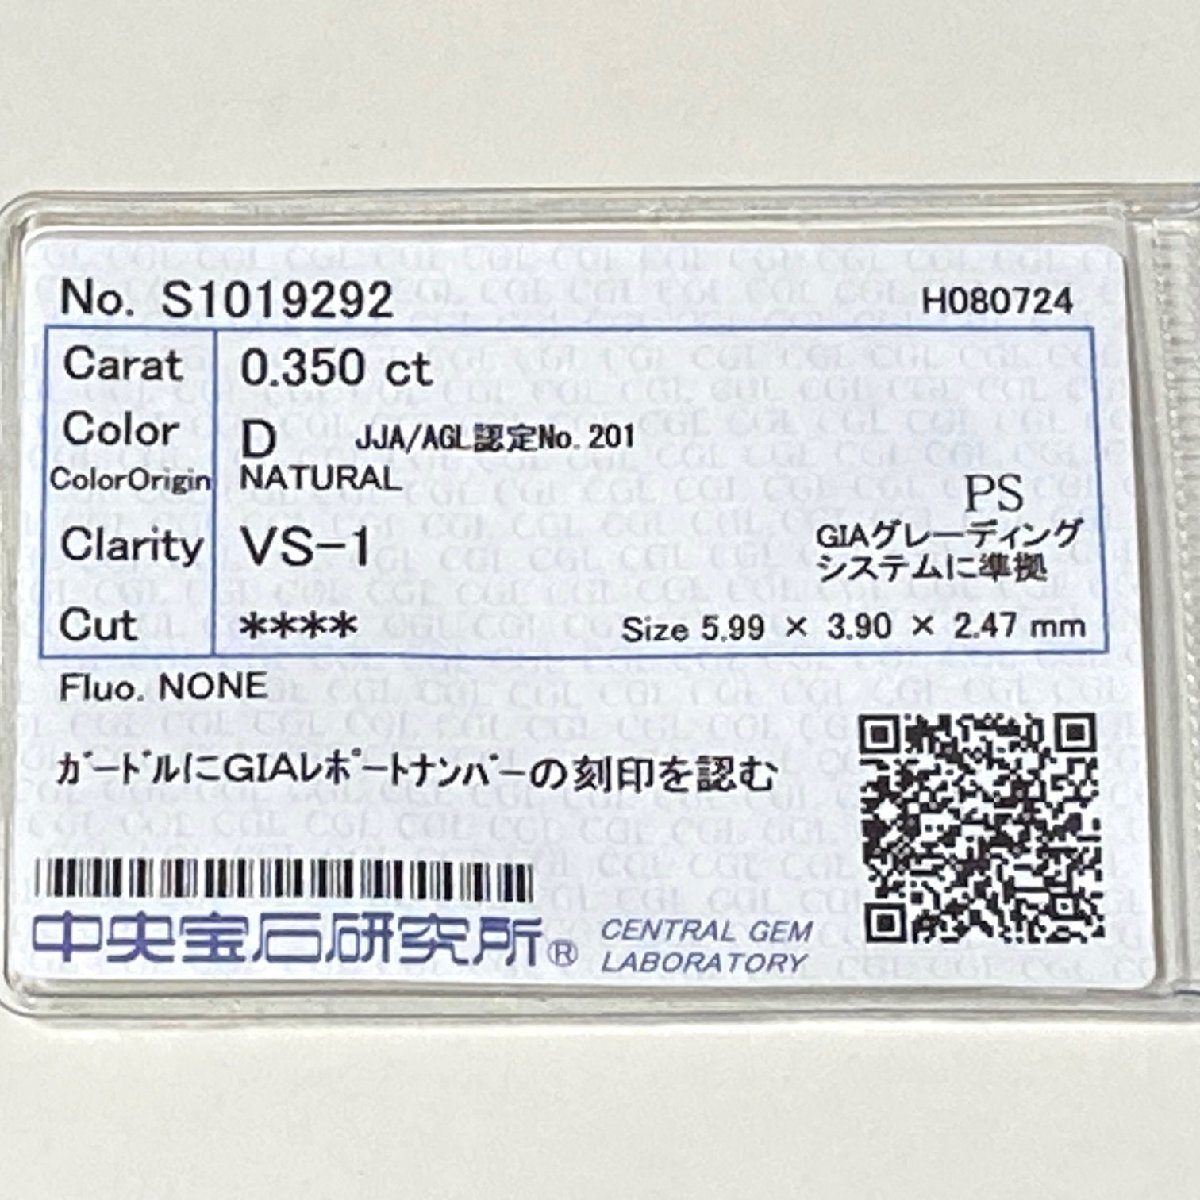 No. S1019292 H080724
Carat 0.350 ct
Color D JJA/AGL認定No. 201
ColorOrigin NATURAL
PS
Clarity VS-1 GIAグレーディング
システムに準拠
Cut **** Size 5.99 × 3.90 × 2.47 mm
Fluo. NONE
ガードルにGIAレポートナンバーの刻印を認む
中央宝石研究所® CENTRAL GEM
LABORATORY